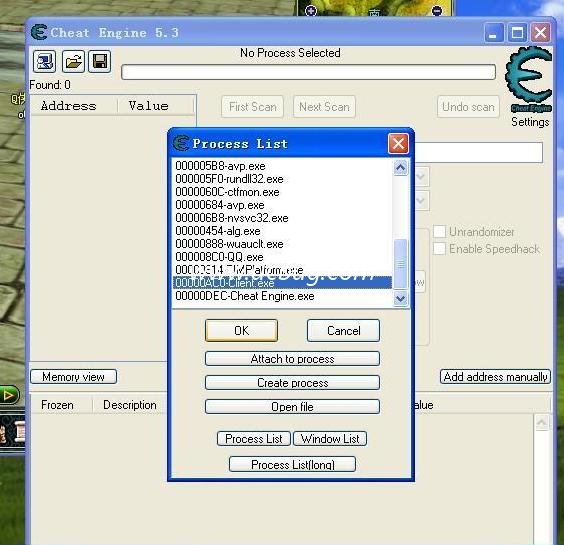 南
Cheat Engine 5.3
No Process Selected
Found: 0
Address Value
First Scan Next Scan Undo scan
Cheat Engine
Settings
Process List
000005B8-avp.exe
000005F0-rundll32.exe
0000060C-ctfmon.exe
00000684-avp.exe
000006B8-nvsvc32.exe
00000454-alg.exe
00000888-wuauclt.exe
000008C0-QQ.exe
00000914-TIMPlatform.exe
00000AC0-Client.exe
00000DEC-Cheat Engine.exe
Unrandomizer
Enable Speedhack
OK Cancel
Attach to process
Create process
Open file
Process List Window List
Process List(long)
Memory view Add address manually
Frozen Description alue